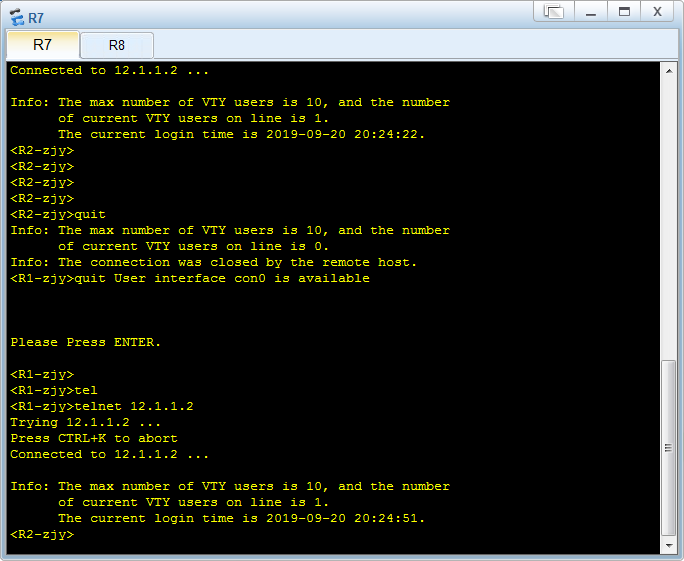 R7
R7 R8
Connected to 12.1.1.2 ...
Info: The max number of VTY users is 10, and the number
of current VTY users on line is 1.
The current login time is 2019-09-20 20:24:22.
<R2-zjy>
<R2-zjy>
<R2-zjy>
<R2-zjy>
<R2-zjy>quit
Info: The max number of VTY users is 10, and the number
of current VTY users on line is 0.
Info: The connection was closed by the remote host.
<R1-zjy>quit User interface con0 is available
Please Press ENTER.
<R1-zjy>
<R1-zjy>tel
<R1-zjy>telnet 12.1.1.2
Trying 12.1.1.2 ...
Press CTRL+K to abort
Connected to 12.1.1.2 ...
Info: The max number of VTY users is 10, and the number
of current VTY users on line is 1.
The current login time is 2019-09-20 20:24:51.
<R2-zjy>